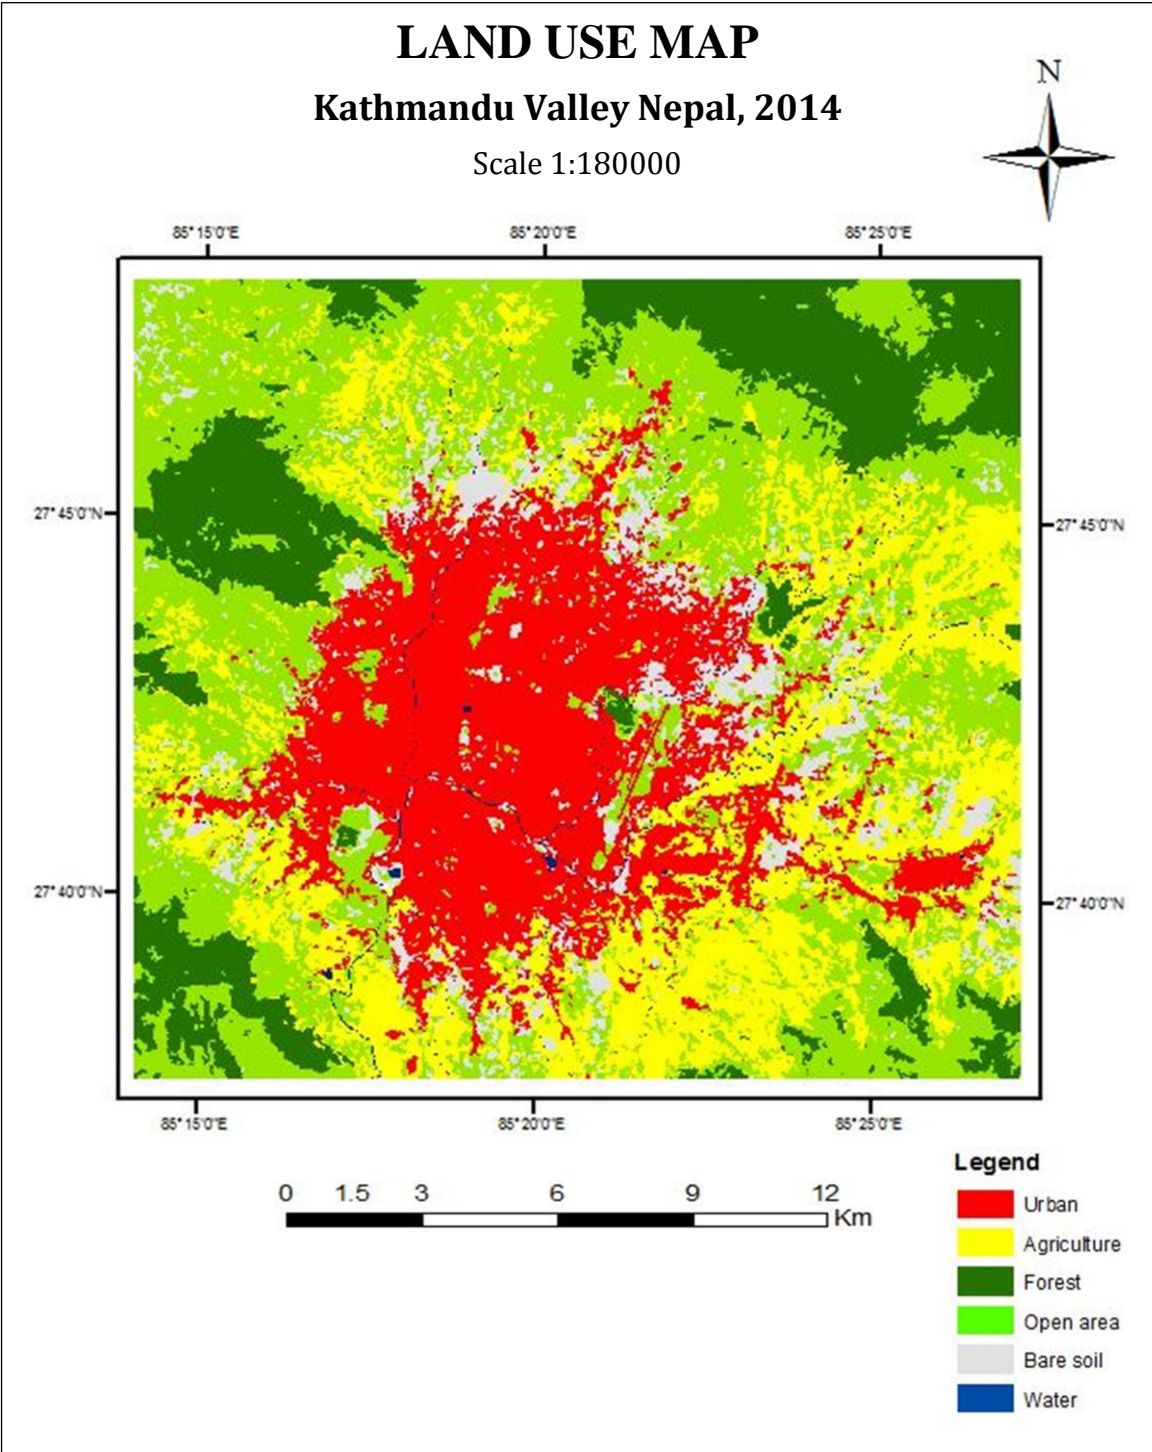 LAND USE MAP
Kathmandu Valley Nepal, 2014
Scale 1:180000
N
85°15'0"E 85°20'0"E 85°25'0"E
27°45'0"N 27°45'0"N
27°40'0"N 27°40'0"N
85°15'0"E 85°20'0"E 85°25'0"E
0 1.5 3 6 9 12
Km
Legend
Urban
Agriculture
Forest
Open area
Bare soil
Water